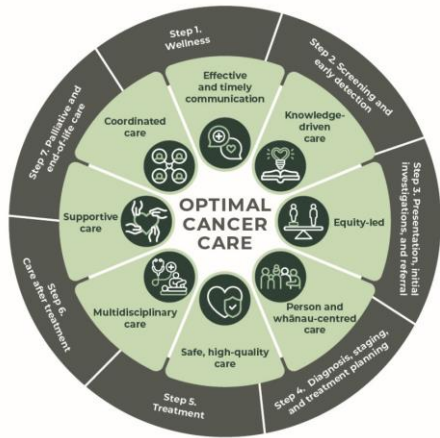 Step 1.
Wellness
Step 2. Screening and
early detection
Step 3. Presentation, initial
investigations, and referral
Step 4. Diagnosis, staging,
and treatment planning
Step 5.
Treatment
Step 6.
Care after treatment
Step 7. Palliative and
end-of-life care
Effective
and timely
communication
Knowledge-
driven
care
Equity-led
Person and
whānau-centred
care
Safe, high-quality
care
Multidisciplinary
care
Supportive
care
Coordinated
care
OPTIMAL
CANCER
CARE